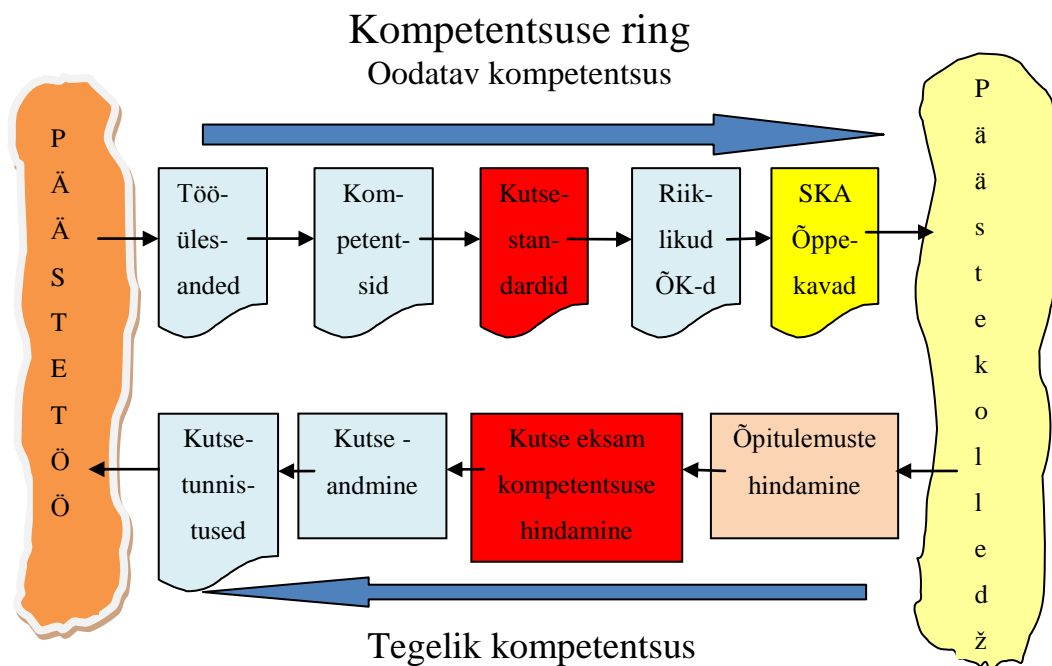 Kompetentsuse ring
Oodatav kompetentsus
P
Ä
Ä
S
T
E
T
Ö
Ö
Töö-
üles-
anded
Kom-
petent-
sid
Kutse-
stan-
dardid
Riik-
likud
ÕK-d
SKA
Õppe-
kavad
P
ä
ä
s
t
e
k
o
l
l
e
d
ž
Kutse-
tunnis-
tused
Kutse -
andmine
Kutse eksam
kompetentsuse
hindamine
Õpitulemuste
hindamine
Tegelik kompetentsus